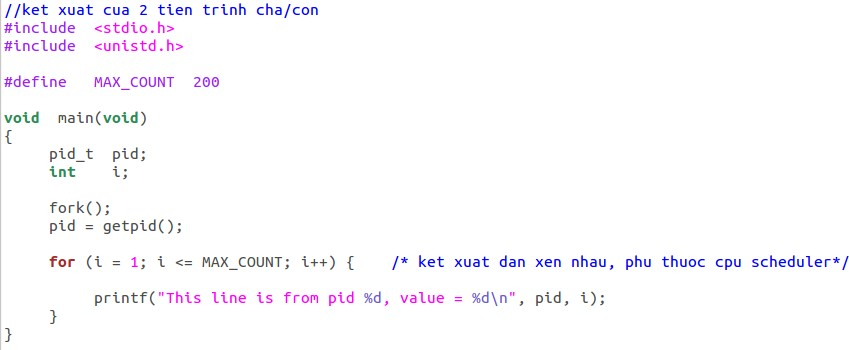 //ket xuat cua 2 tien trinh cha/con
#include  <stdio.h>
#include  <unistd.h>

#define   MAX_COUNT  200

void  main(void)
{
     pid_t  pid;
     int    i;

     fork();
     pid = getpid();

     for (i = 1; i <= MAX_COUNT; i++) {    /* ket xuat dan xen nhau, phu thuoc cpu scheduler*/

          printf("This line is from pid %d, value = %d\n", pid, i);
     }
}